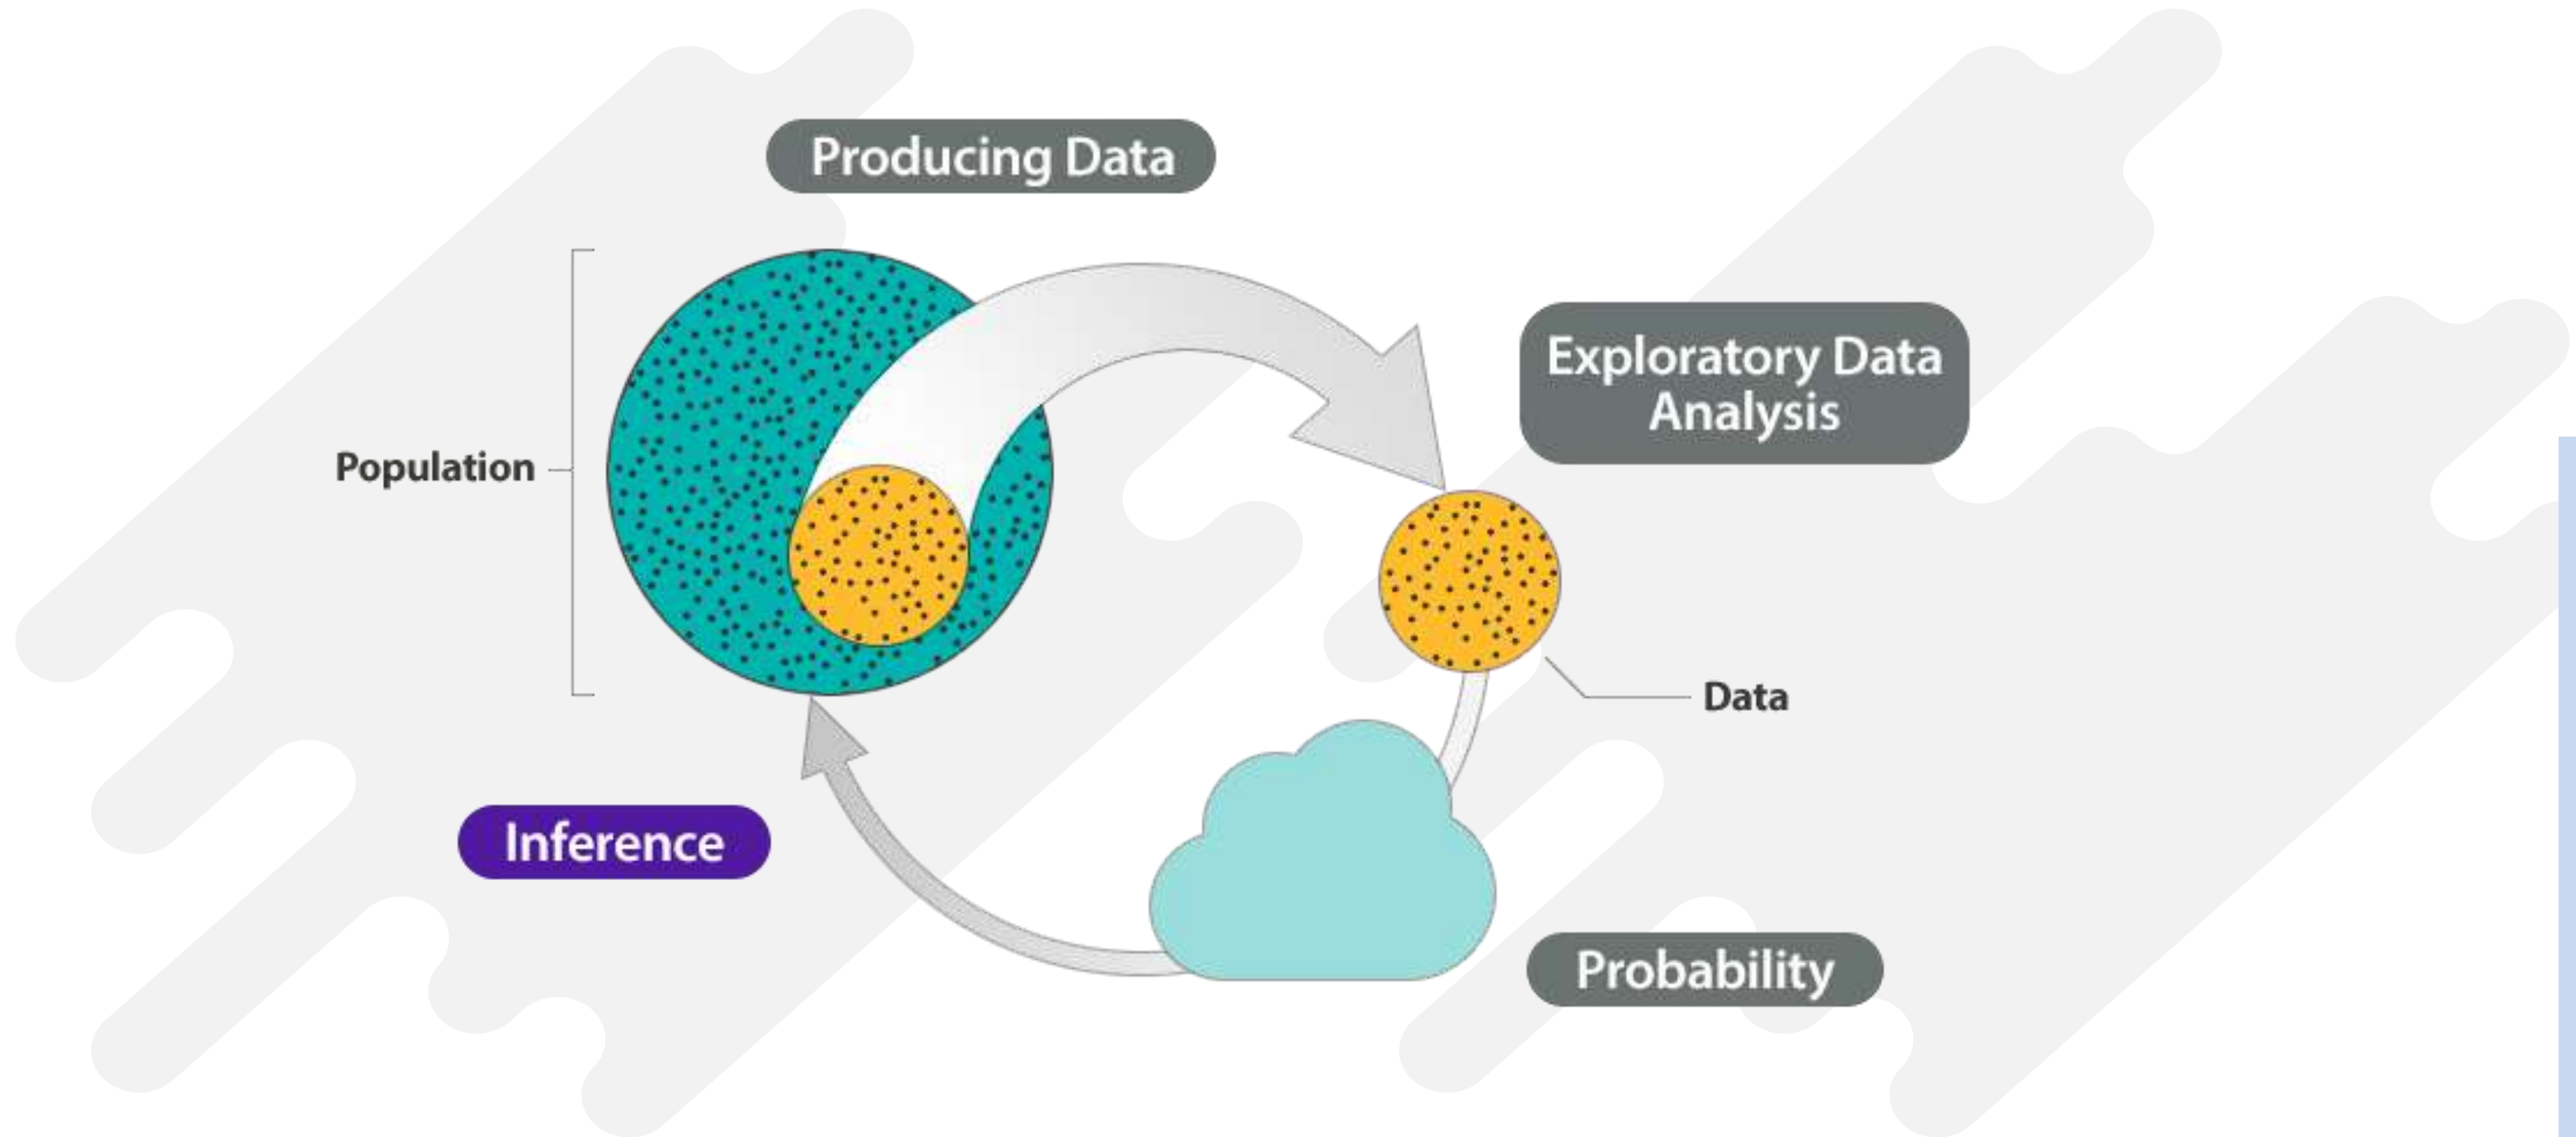 Producing Data
Exploratory Data
Analysis
Population
Data
Inference
Probability